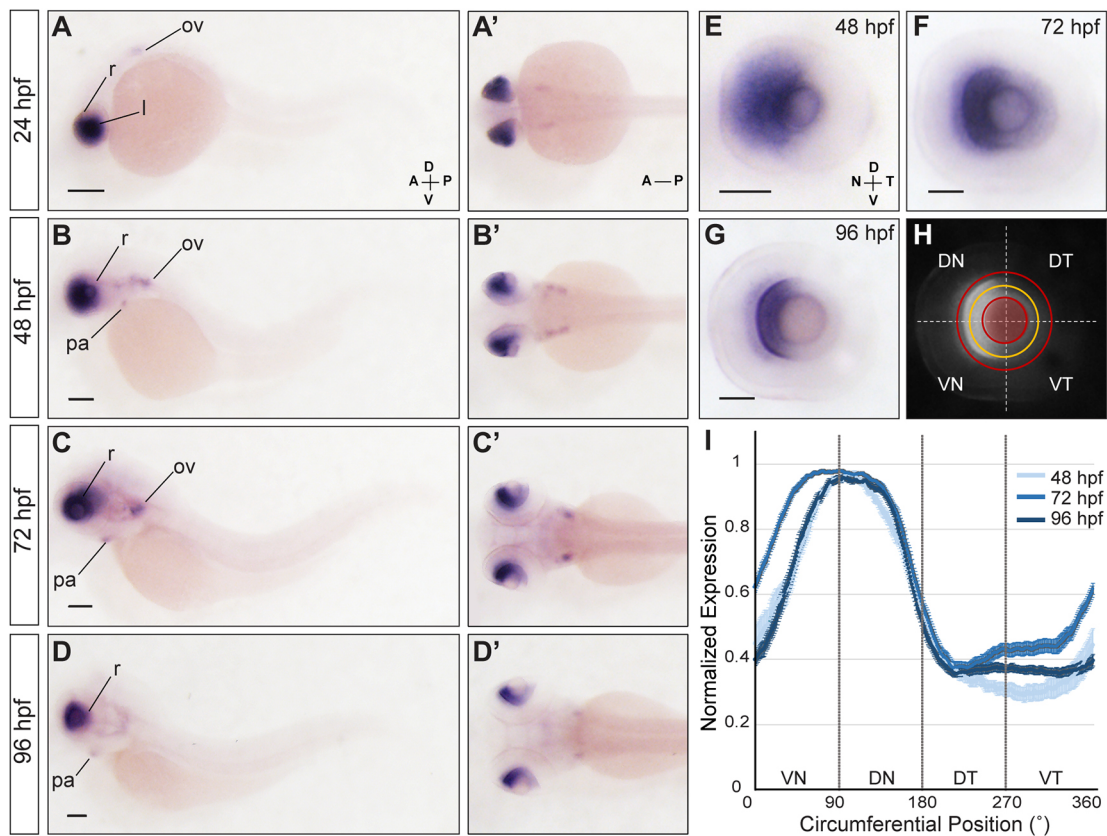 24 hpf
A
ov
r
l
D
A P
V
A'
A P
E
48 hpf
D
N T
V
F
72 hpf
48 hpf
B
r
ov
pa
B'
G
96 hpf
H
DN
DT
VN
VT
72 hpf
C
r
ov
pa
C'
96 hpf
D
r
pa
D'
I
48 hpf
72 hpf
96 hpf
Normalized Expression
1
0.8
0.6
0.4
0.2
0
VN
DN
DT
VT
0
90
180
270
360
Circumferential Position (˚)